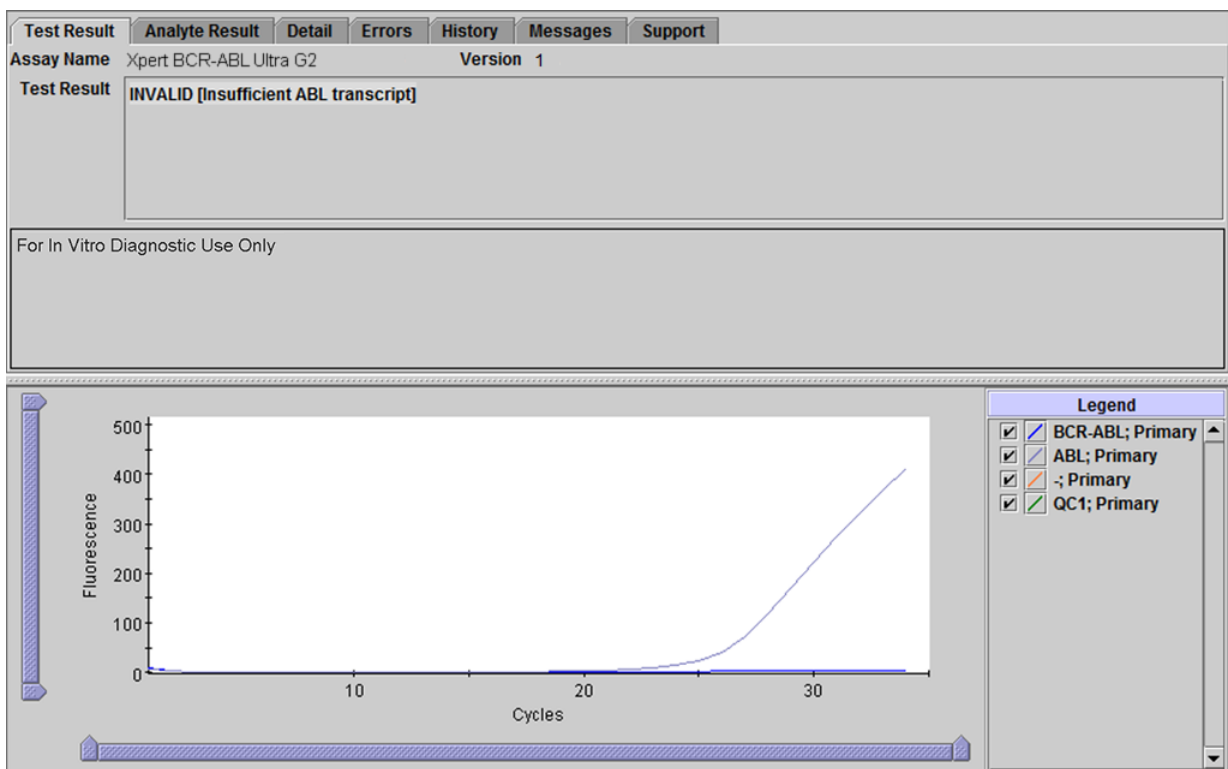 Test Result Analyte Result Detail Errors History Messages Support
Assay Name Xpert BCR-ABL Ultra G2 Version 1
Test Result INVALID [Insufficient ABL transcript]
For In Vitro Diagnostic Use Only
Legend
BCR-ABL; Primary
ABL; Primary
-; Primary
QC1; Primary
500
400
300
200
100
0
Fluorescence
10 20 30
Cycles